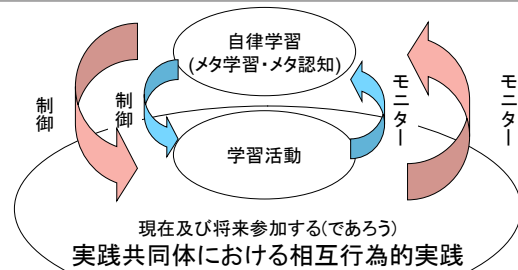 自律学習
(メタ学習・メタ認知)
制御
制御
モニター
モニター
学習活動
現在及び将来参加する(であろう)
実践共同体における相互行為的実践